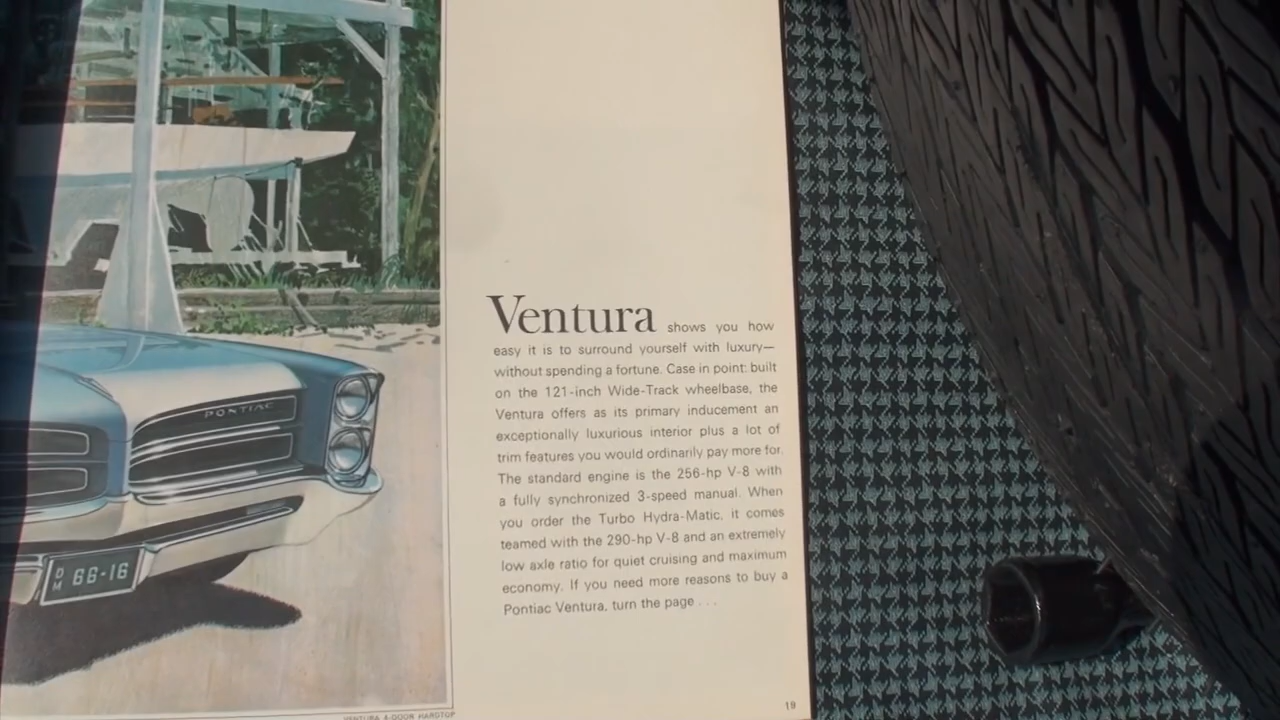 PONTIAC
DM 66-16
VENTURA 4-DOOR HARDTOP
Ventura shows you how
easy it is to surround yourself with luxury—
without spending a fortune. Case in point: built
on the 121-inch Wide-Track wheelbase, the
Ventura offers as its primary inducement an
exceptionally luxurious interior plus a lot of
trim features you would ordinarily pay more for.
The standard engine is the 256-hp V-8 with
a fully synchronized 3-speed manual. When
you order the Turbo Hydra-Matic, it comes
teamed with the 290-hp V-8 and an extremely
low axle ratio for quiet cruising and maximum
economy. If you need more reasons to buy a
Pontiac Ventura, turn the page . . .
19